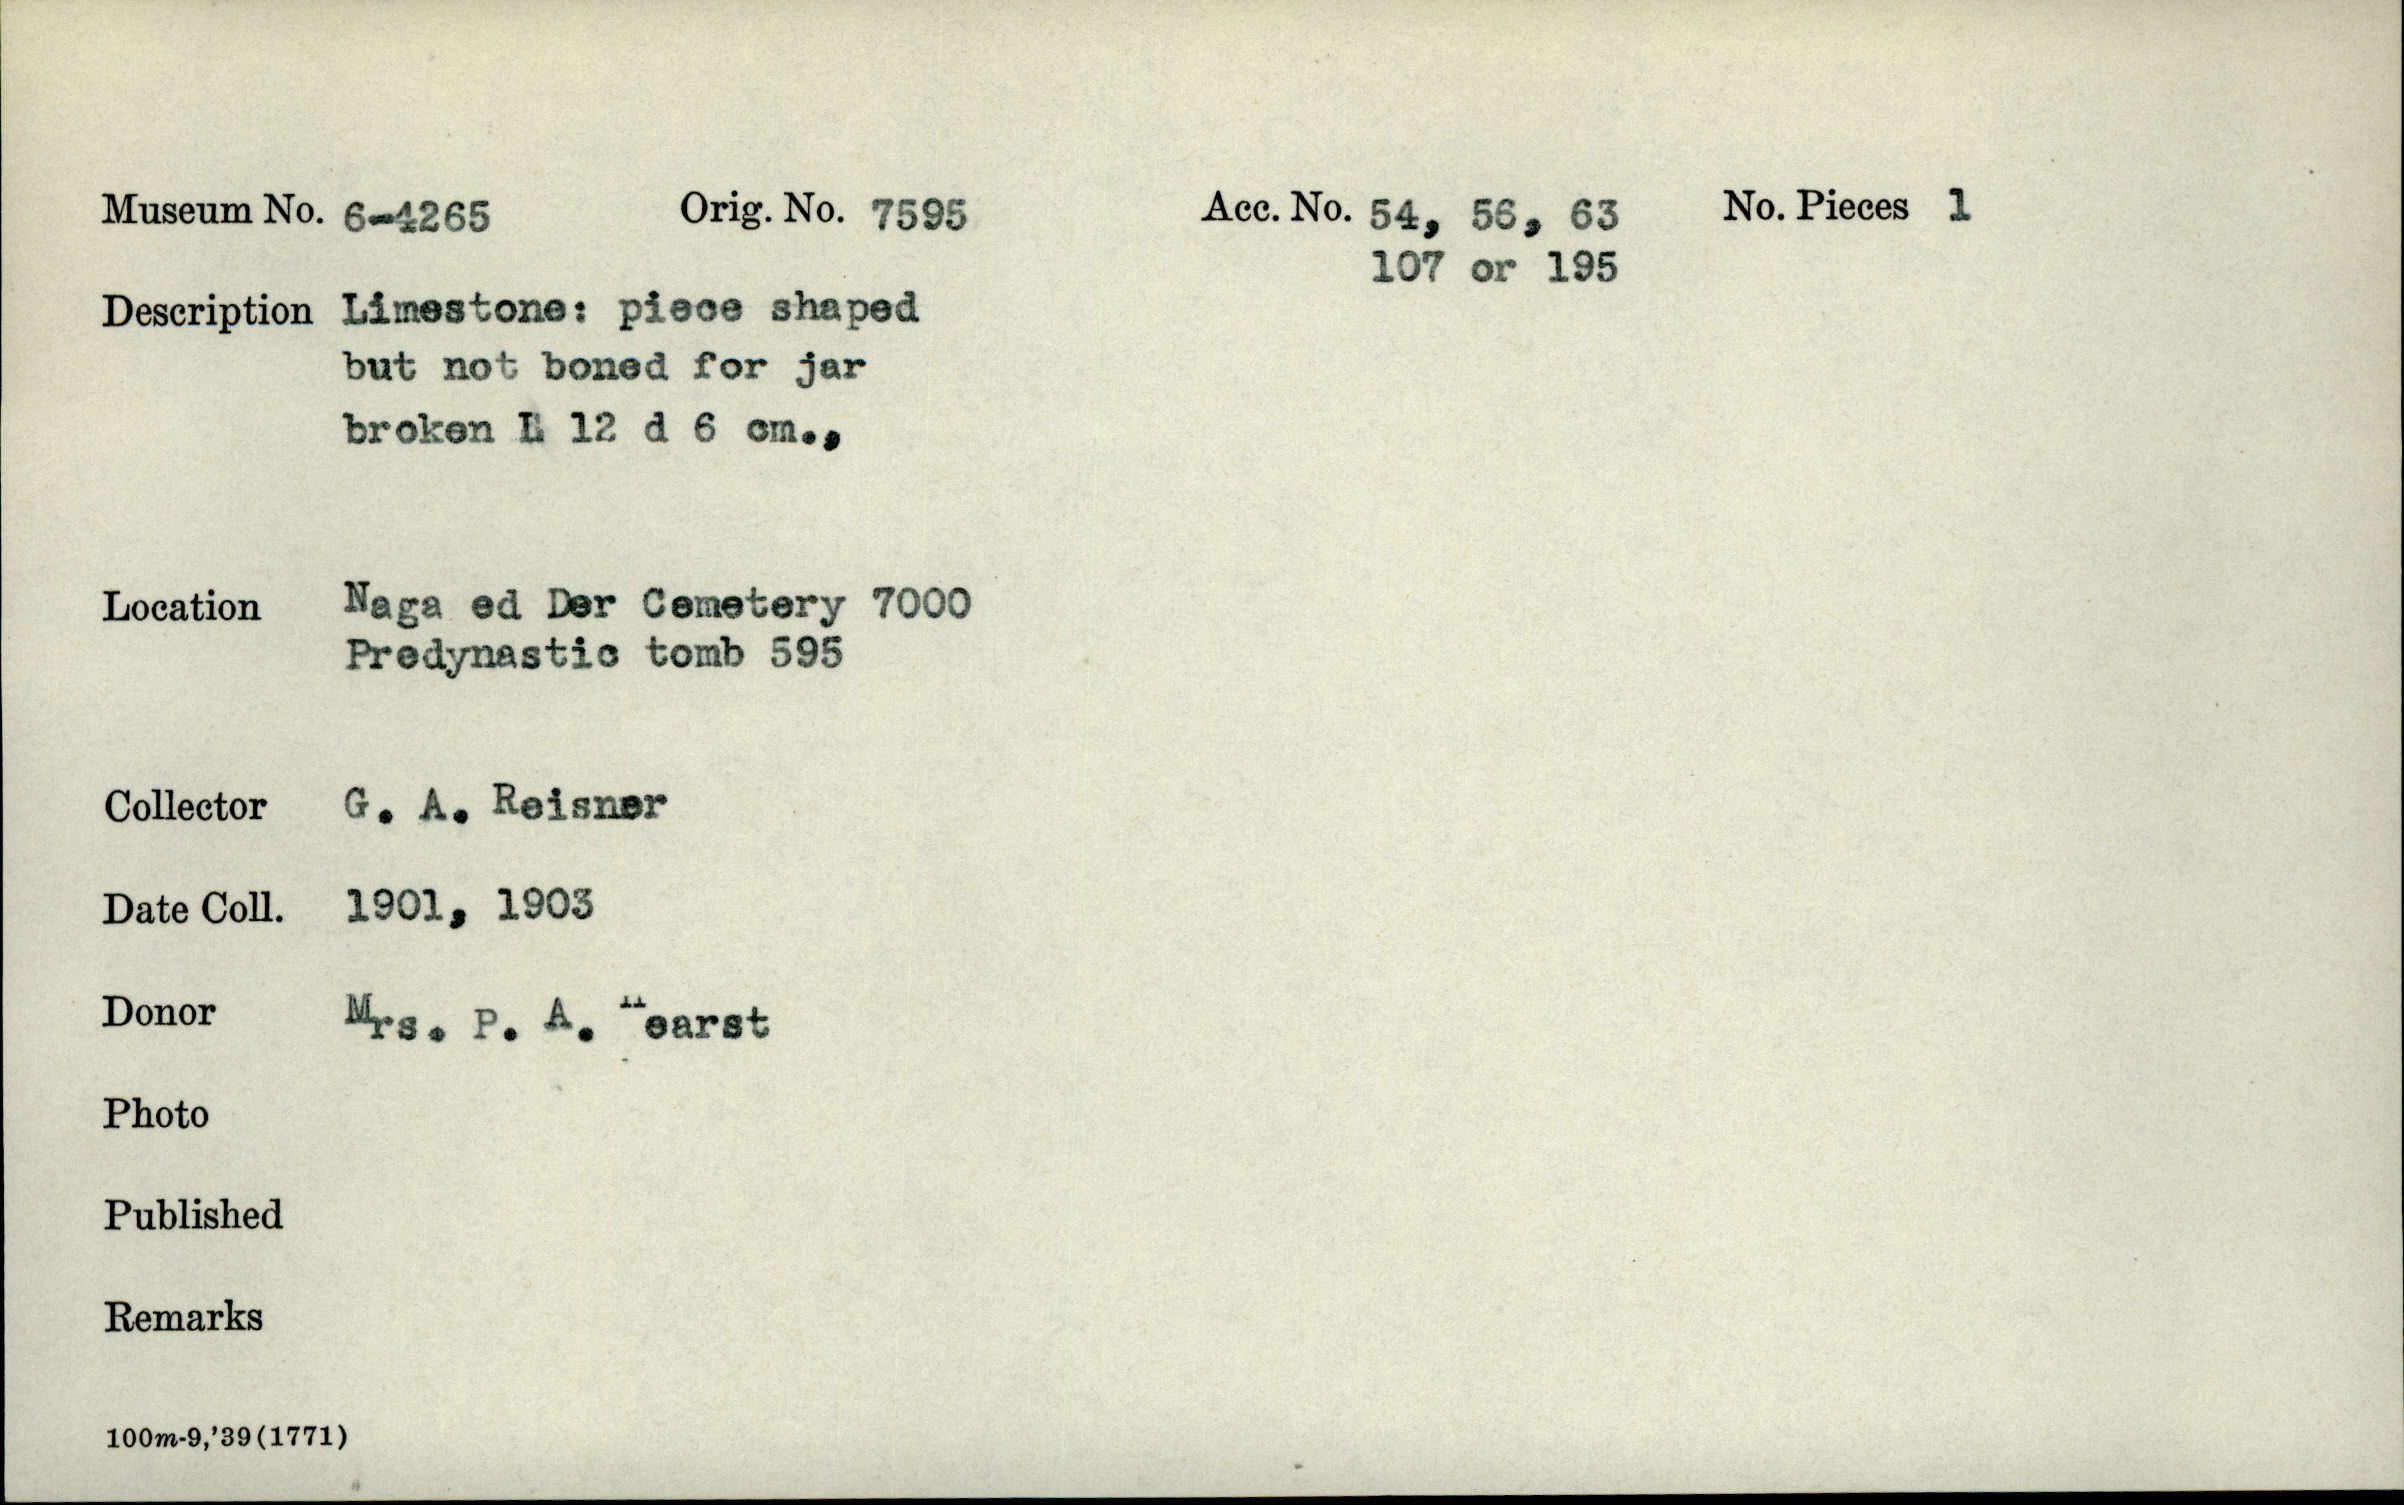 Museum No. 6-4265 Orig. No. 7595 Acc. No. 54, 56, 63 No. Pieces 1
107 or 195
Description Limestone: piece shaped
but not boned for jar
broken L 12 d 6 cm.,
Location Naga ed Der Cemetery 7000
Predynastic tomb 595
Collector G. A. Reisner
Date Coll. 1901, 1903
Donor Mrs. P. A. Hearst
Photo
Published
Remarks
100m-9,'39(1771)